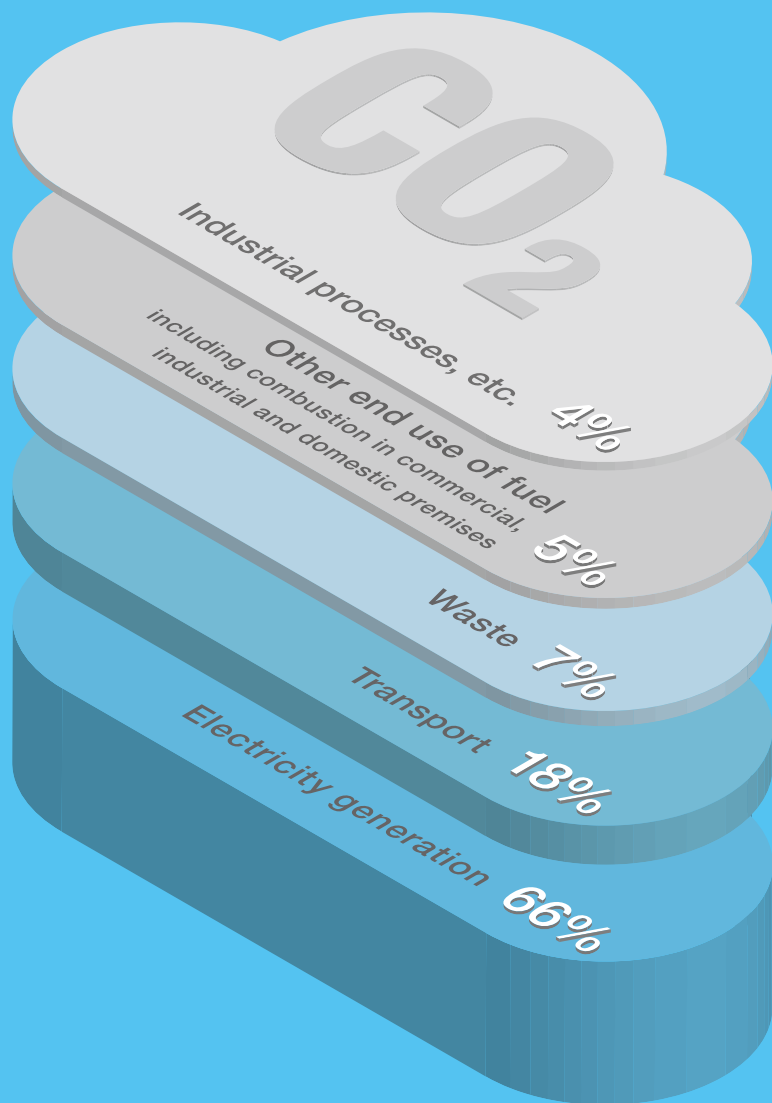 CO₂
Industrial processes, etc. 4%
Other end use of fuel
including combustion in commercial,
industrial and domestic premises 5%
Waste 7%
Transport 18%
Electricity generation 66%